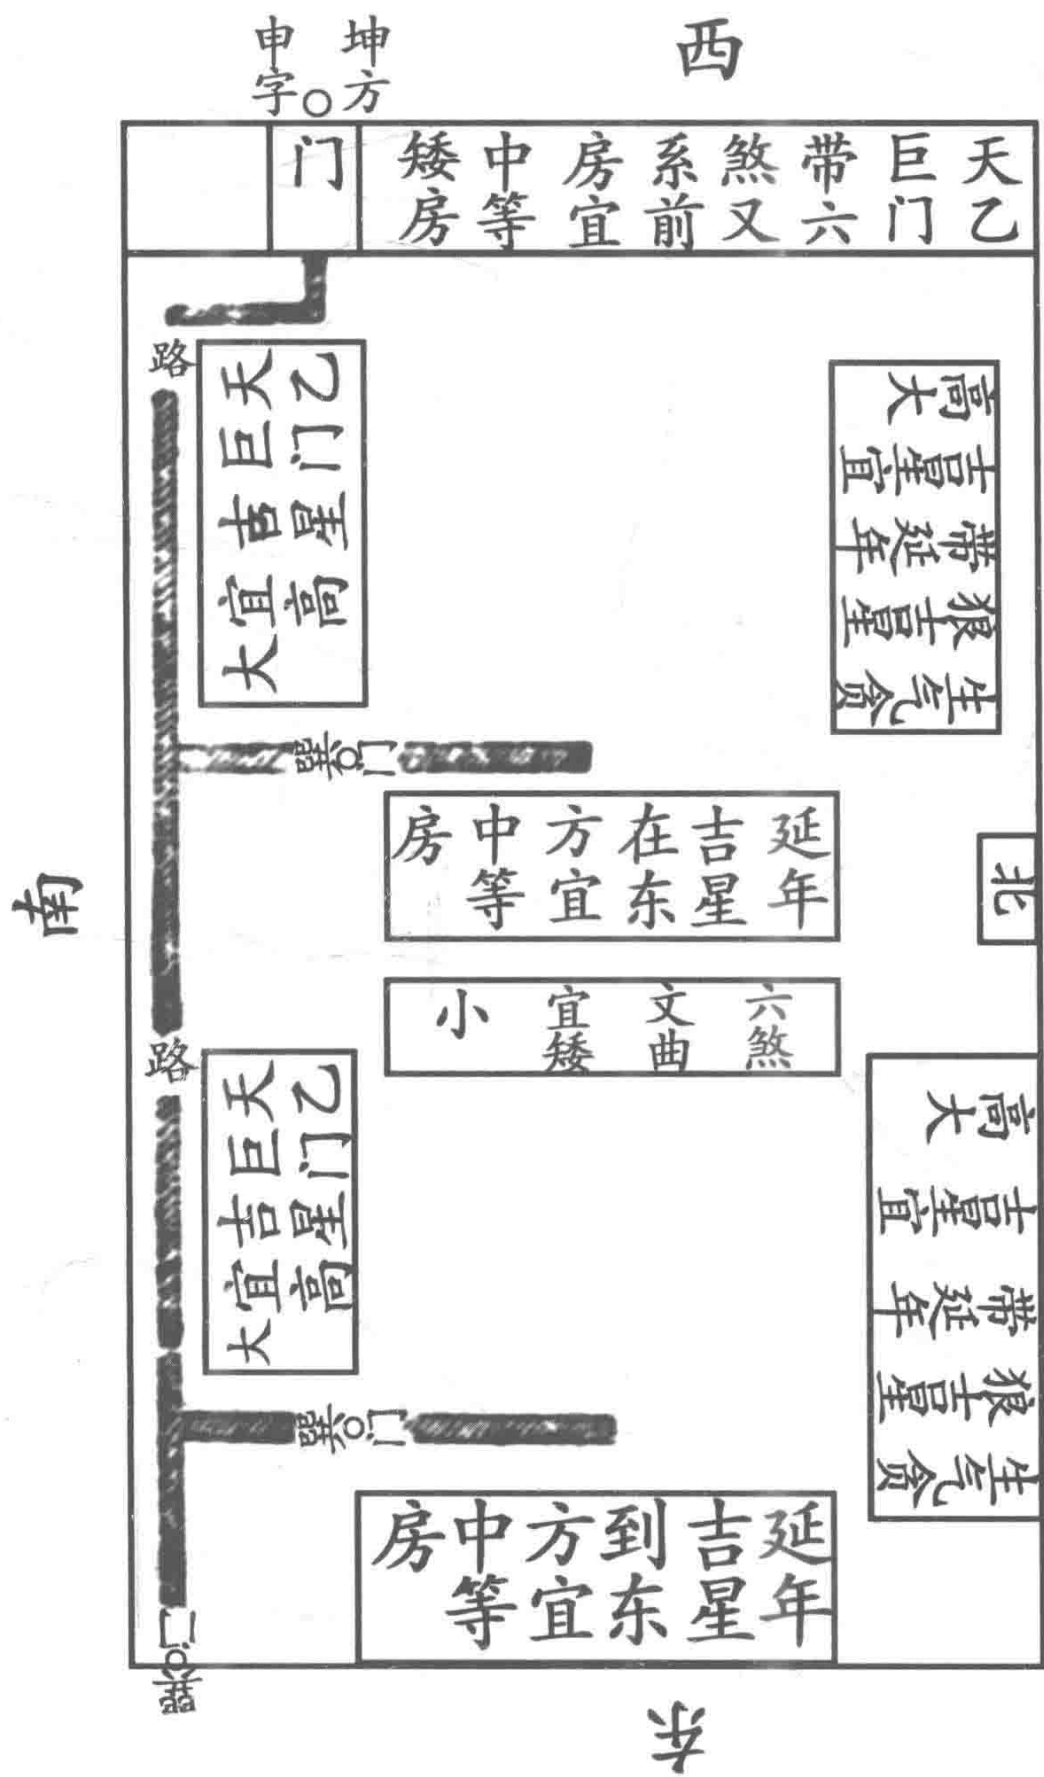 西
坤方
申字
门
天乙
巨门
带六
煞又
系前
房宜
中等
矮房
路
天乙
巨门
吉星
宜高
大
生气贪
狼吉星
带延年
吉星宜
高大
巽门
延年
吉星
在东
方宜
中等
房
北
南
六煞
文曲
宜矮
小
路
天乙
巨门
吉星
宜高
大
生气贪
狼吉星
带延年
吉星宜
高大
巽门
延年
吉星
到东
方宜
中等
房
巽门
东